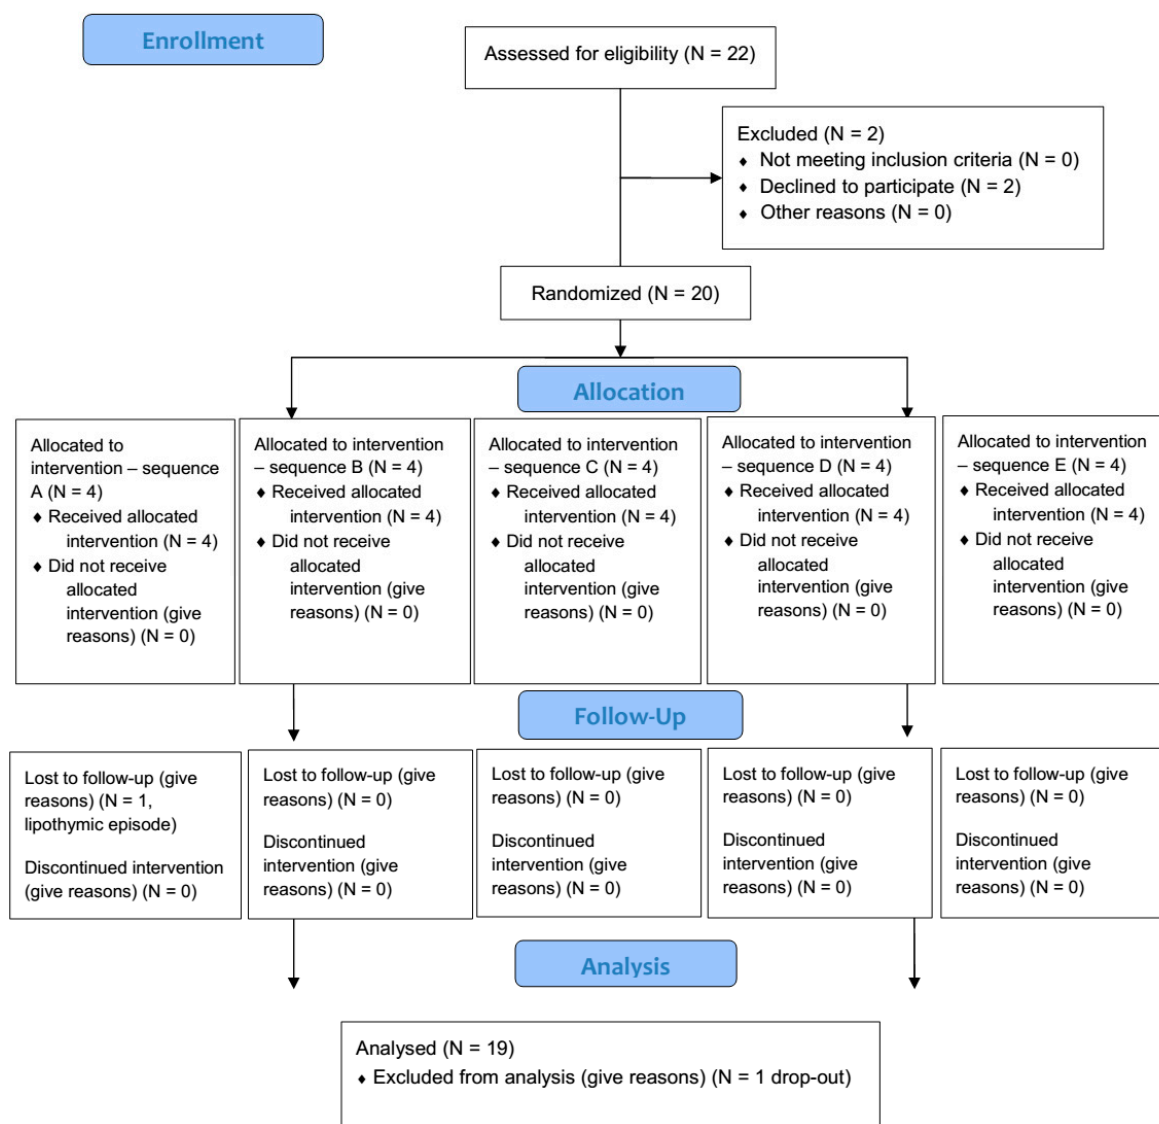 Enrollment
Assessed for eligibility (N = 22)
Excluded (N = 2)
♦ Not meeting inclusion criteria (N = 0)
♦ Declined to participate (N = 2)
♦ Other reasons (N = 0)
Randomized (N = 20)
Allocation
Allocated to
intervention – sequence
A (N = 4)
♦ Received allocated
intervention (N = 4)
♦ Did not receive
allocated
intervention (give
reasons) (N = 0)
Allocated to intervention
– sequence B (N = 4)
♦ Received allocated
intervention (N = 4)
♦ Did not receive
allocated
intervention (give
reasons) (N = 0)
Allocated to intervention
– sequence C (N = 4)
♦ Received allocated
intervention (N = 4)
♦ Did not receive
allocated
intervention (give
reasons) (N = 0)
Allocated to intervention
– sequence D (N = 4)
♦ Received allocated
intervention (N = 4)
♦ Did not receive
allocated
intervention (give
reasons) (N = 0)
Allocated to intervention
– sequence E (N = 4)
♦ Received allocated
intervention (N = 4)
♦ Did not receive
allocated
intervention (give
reasons) (N = 0)
Follow-Up
Lost to follow-up (give
reasons) (N = 1,
lipothymic episode)
Discontinued intervention
(give reasons) (N = 0)
Lost to follow-up (give
reasons) (N = 0)
Discontinued
intervention (give
reasons) (N = 0)
Lost to follow-up (give
reasons) (N = 0)
Discontinued
intervention (give
reasons) (N = 0)
Lost to follow-up (give
reasons) (N = 0)
Discontinued
intervention (give
reasons) (N = 0)
Lost to follow-up (give
reasons) (N = 0)
Discontinued
intervention (give
reasons) (N = 0)
Analysis
Analysed (N = 19)
♦ Excluded from analysis (give reasons) (N = 1 drop-out)